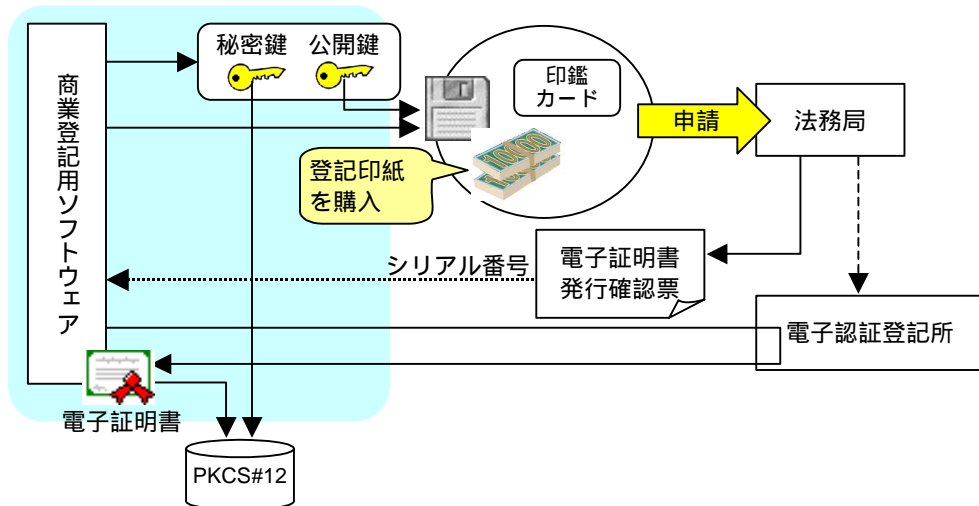 秘密鍵 公開鍵
印鑑
カード
商業登記用ソフトウェア
申請
法務局
登記印紙
を購入
シリアル番号
電子証明書
発行確認票
電子認証登記所
電子証明書
PKCS#12